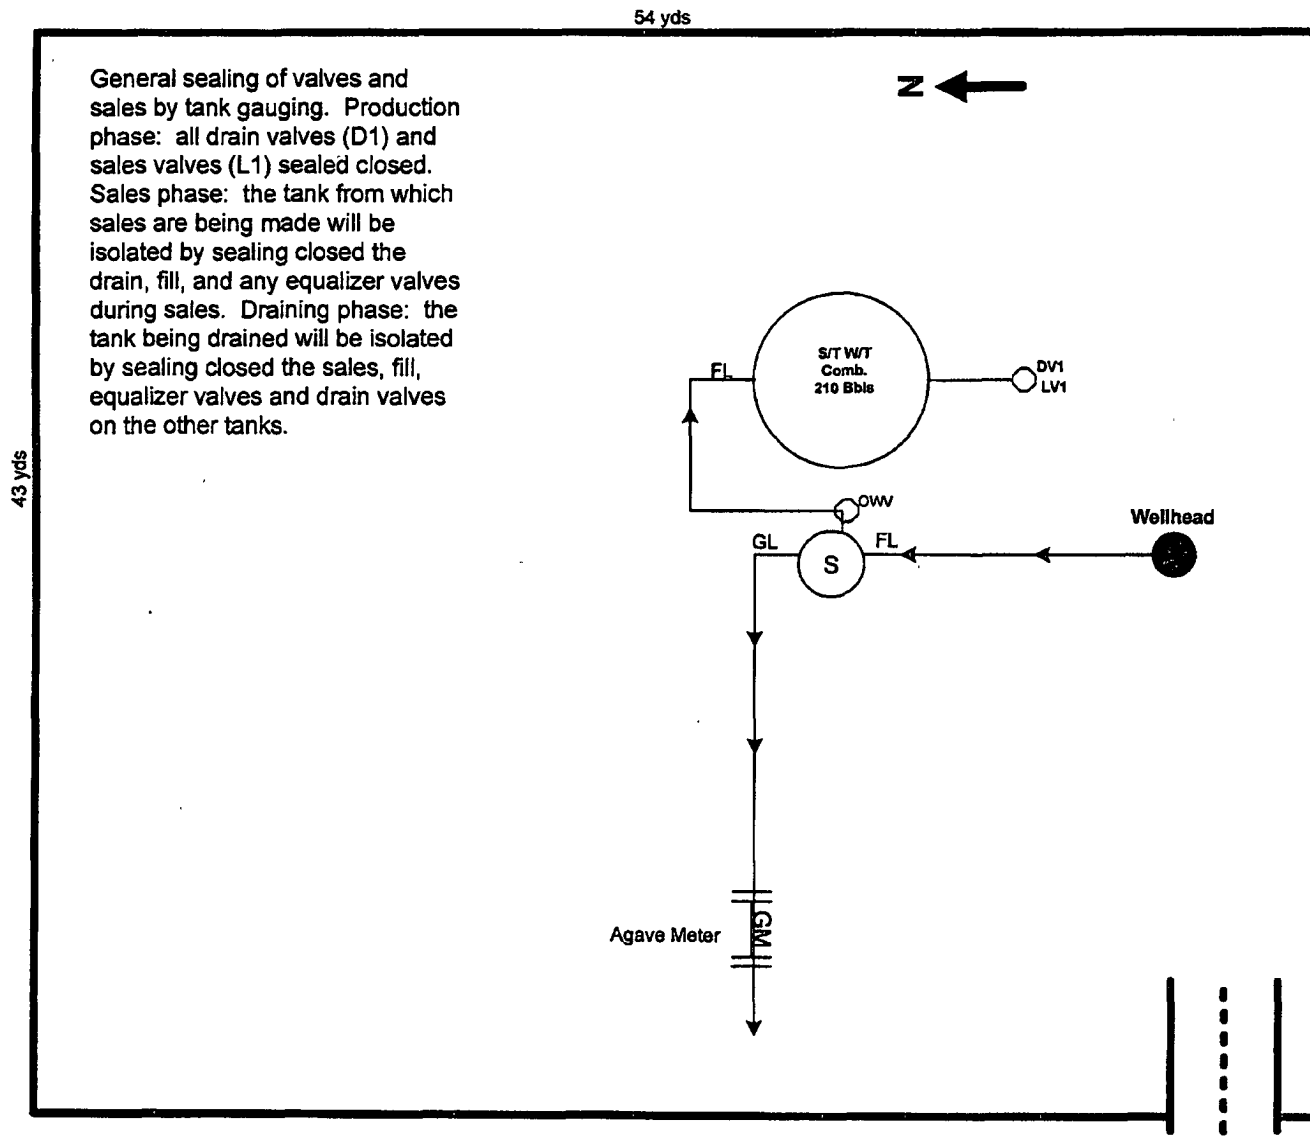 54 yds
General sealing of valves and
sales by tank gauging. Production
phase: all drain valves (D1) and
sales valves (L1) sealed closed.
Sales phase: the tank from which
sales are being made will be
isolated by sealing closed the
drain, fill, and any equalizer valves
during sales. Draining phase: the
tank being drained will be isolated
by sealing closed the sales, fill,
equalizer valves and drain valves
on the other tanks.
N
43 yds
S/T W/T
Comb.
210 Bbls
FL
DV1
LV1
OWV
Wellhead
GL
FL
S
GM
Agave Meter